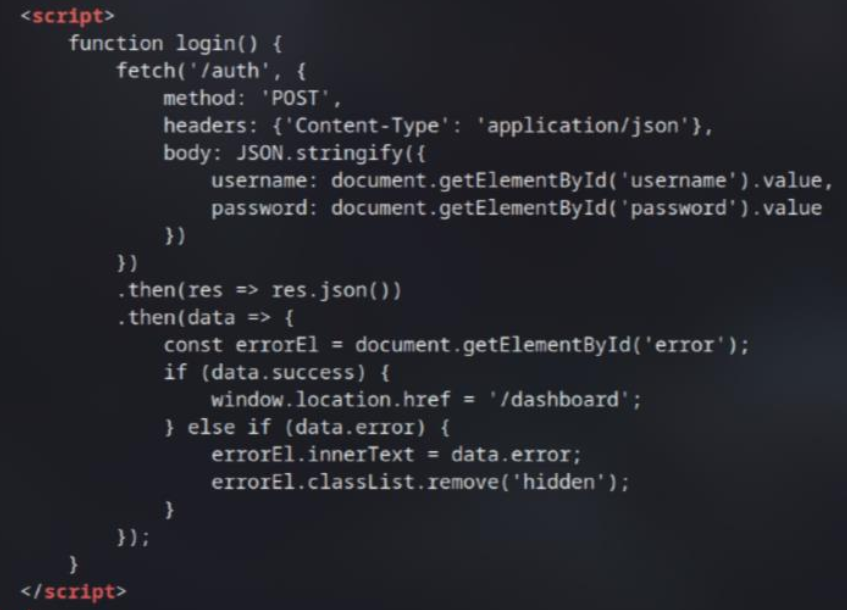 <script>
function login() {
fetch('/auth', {
method: 'POST',
headers: {'Content-Type': 'application/json'},
body: JSON.stringify({
username: document.getElementById('username').value,
password: document.getElementById('password').value
})
})
.then(res => res.json())
.then(data => {
const errorEl = document.getElementById('error');
if (data.success) {
window.location.href = '/dashboard';
} else if (data.error) {
errorEl.innerText = data.error;
errorEl.classList.remove('hidden');
}
});
}
</script>